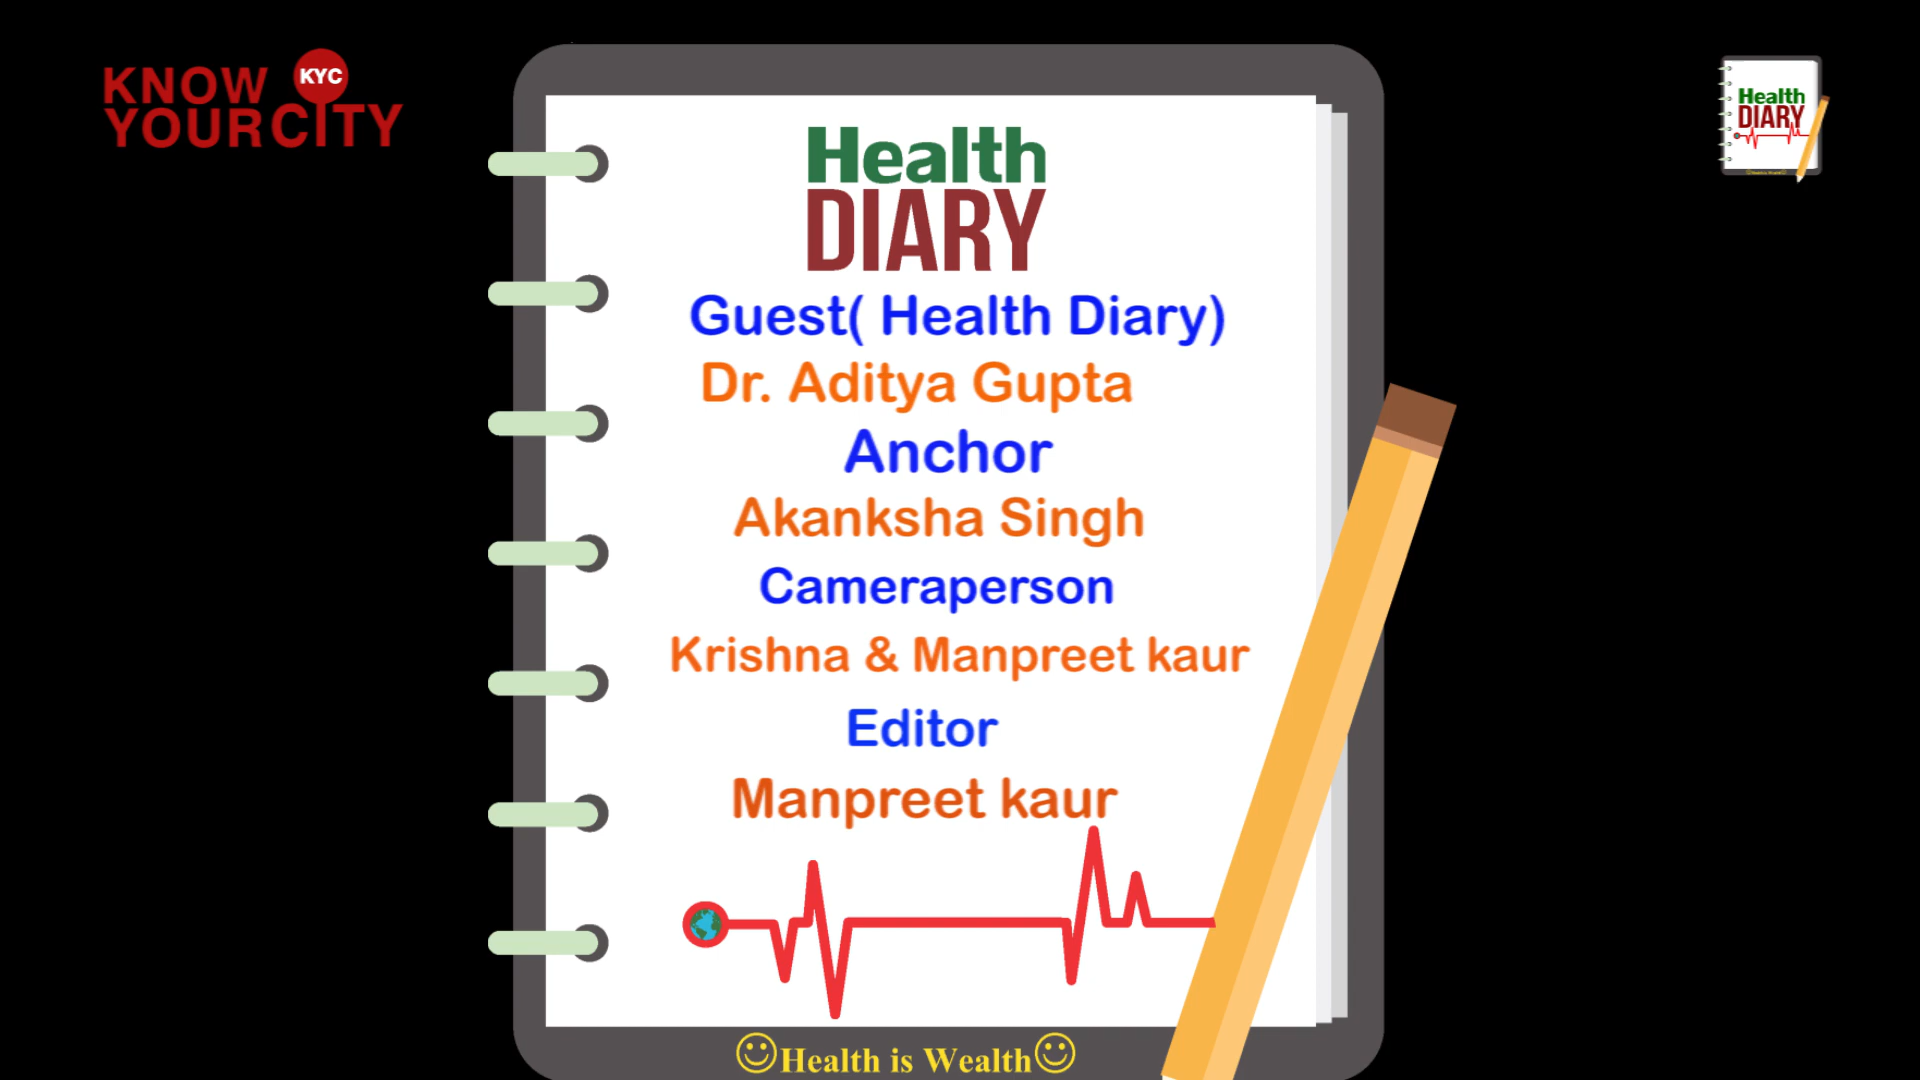 KNOW KYC
YOUR CITY
Health
DIARY
Health
DIARY
Guest( Health Diary)
Dr. Aditya Gupta
Anchor
Akanksha Singh
Cameraperson
Krishna & Manpreet kaur
Editor
Manpreet kaur
Health is Wealth